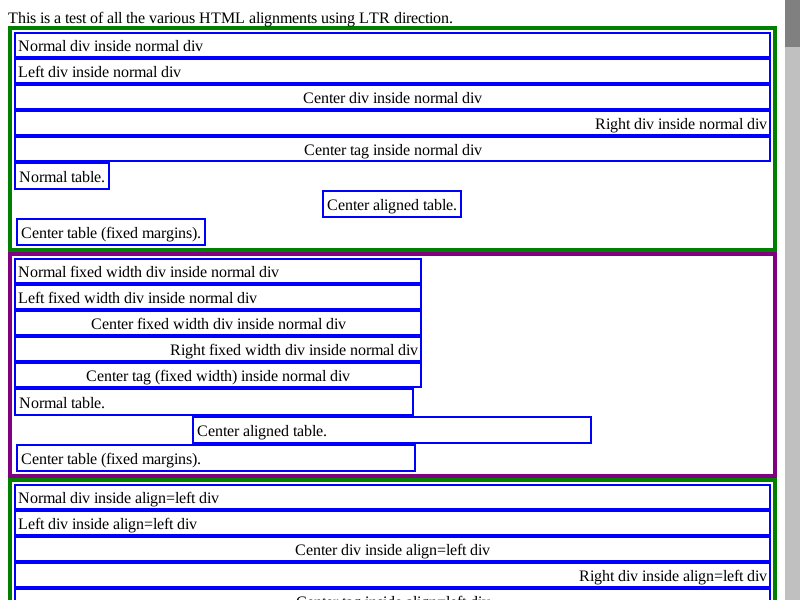 This is a test of all the various HTML alignments using LTR direction.
Normal div inside normal div
Left div inside normal div
Center div inside normal div
Right div inside normal div
Center tag inside normal div
Normal table.
Center aligned table.
Center table (fixed margins).
Normal fixed width div inside normal div
Left fixed width div inside normal div
Center fixed width div inside normal div
Right fixed width div inside normal div
Center tag (fixed width) inside normal div
Normal table.
Center aligned table.
Center table (fixed margins).
Normal div inside align=left div
Left div inside align=left div
Center div inside align=left div
Right div inside align=left div
Center tag inside align=left div